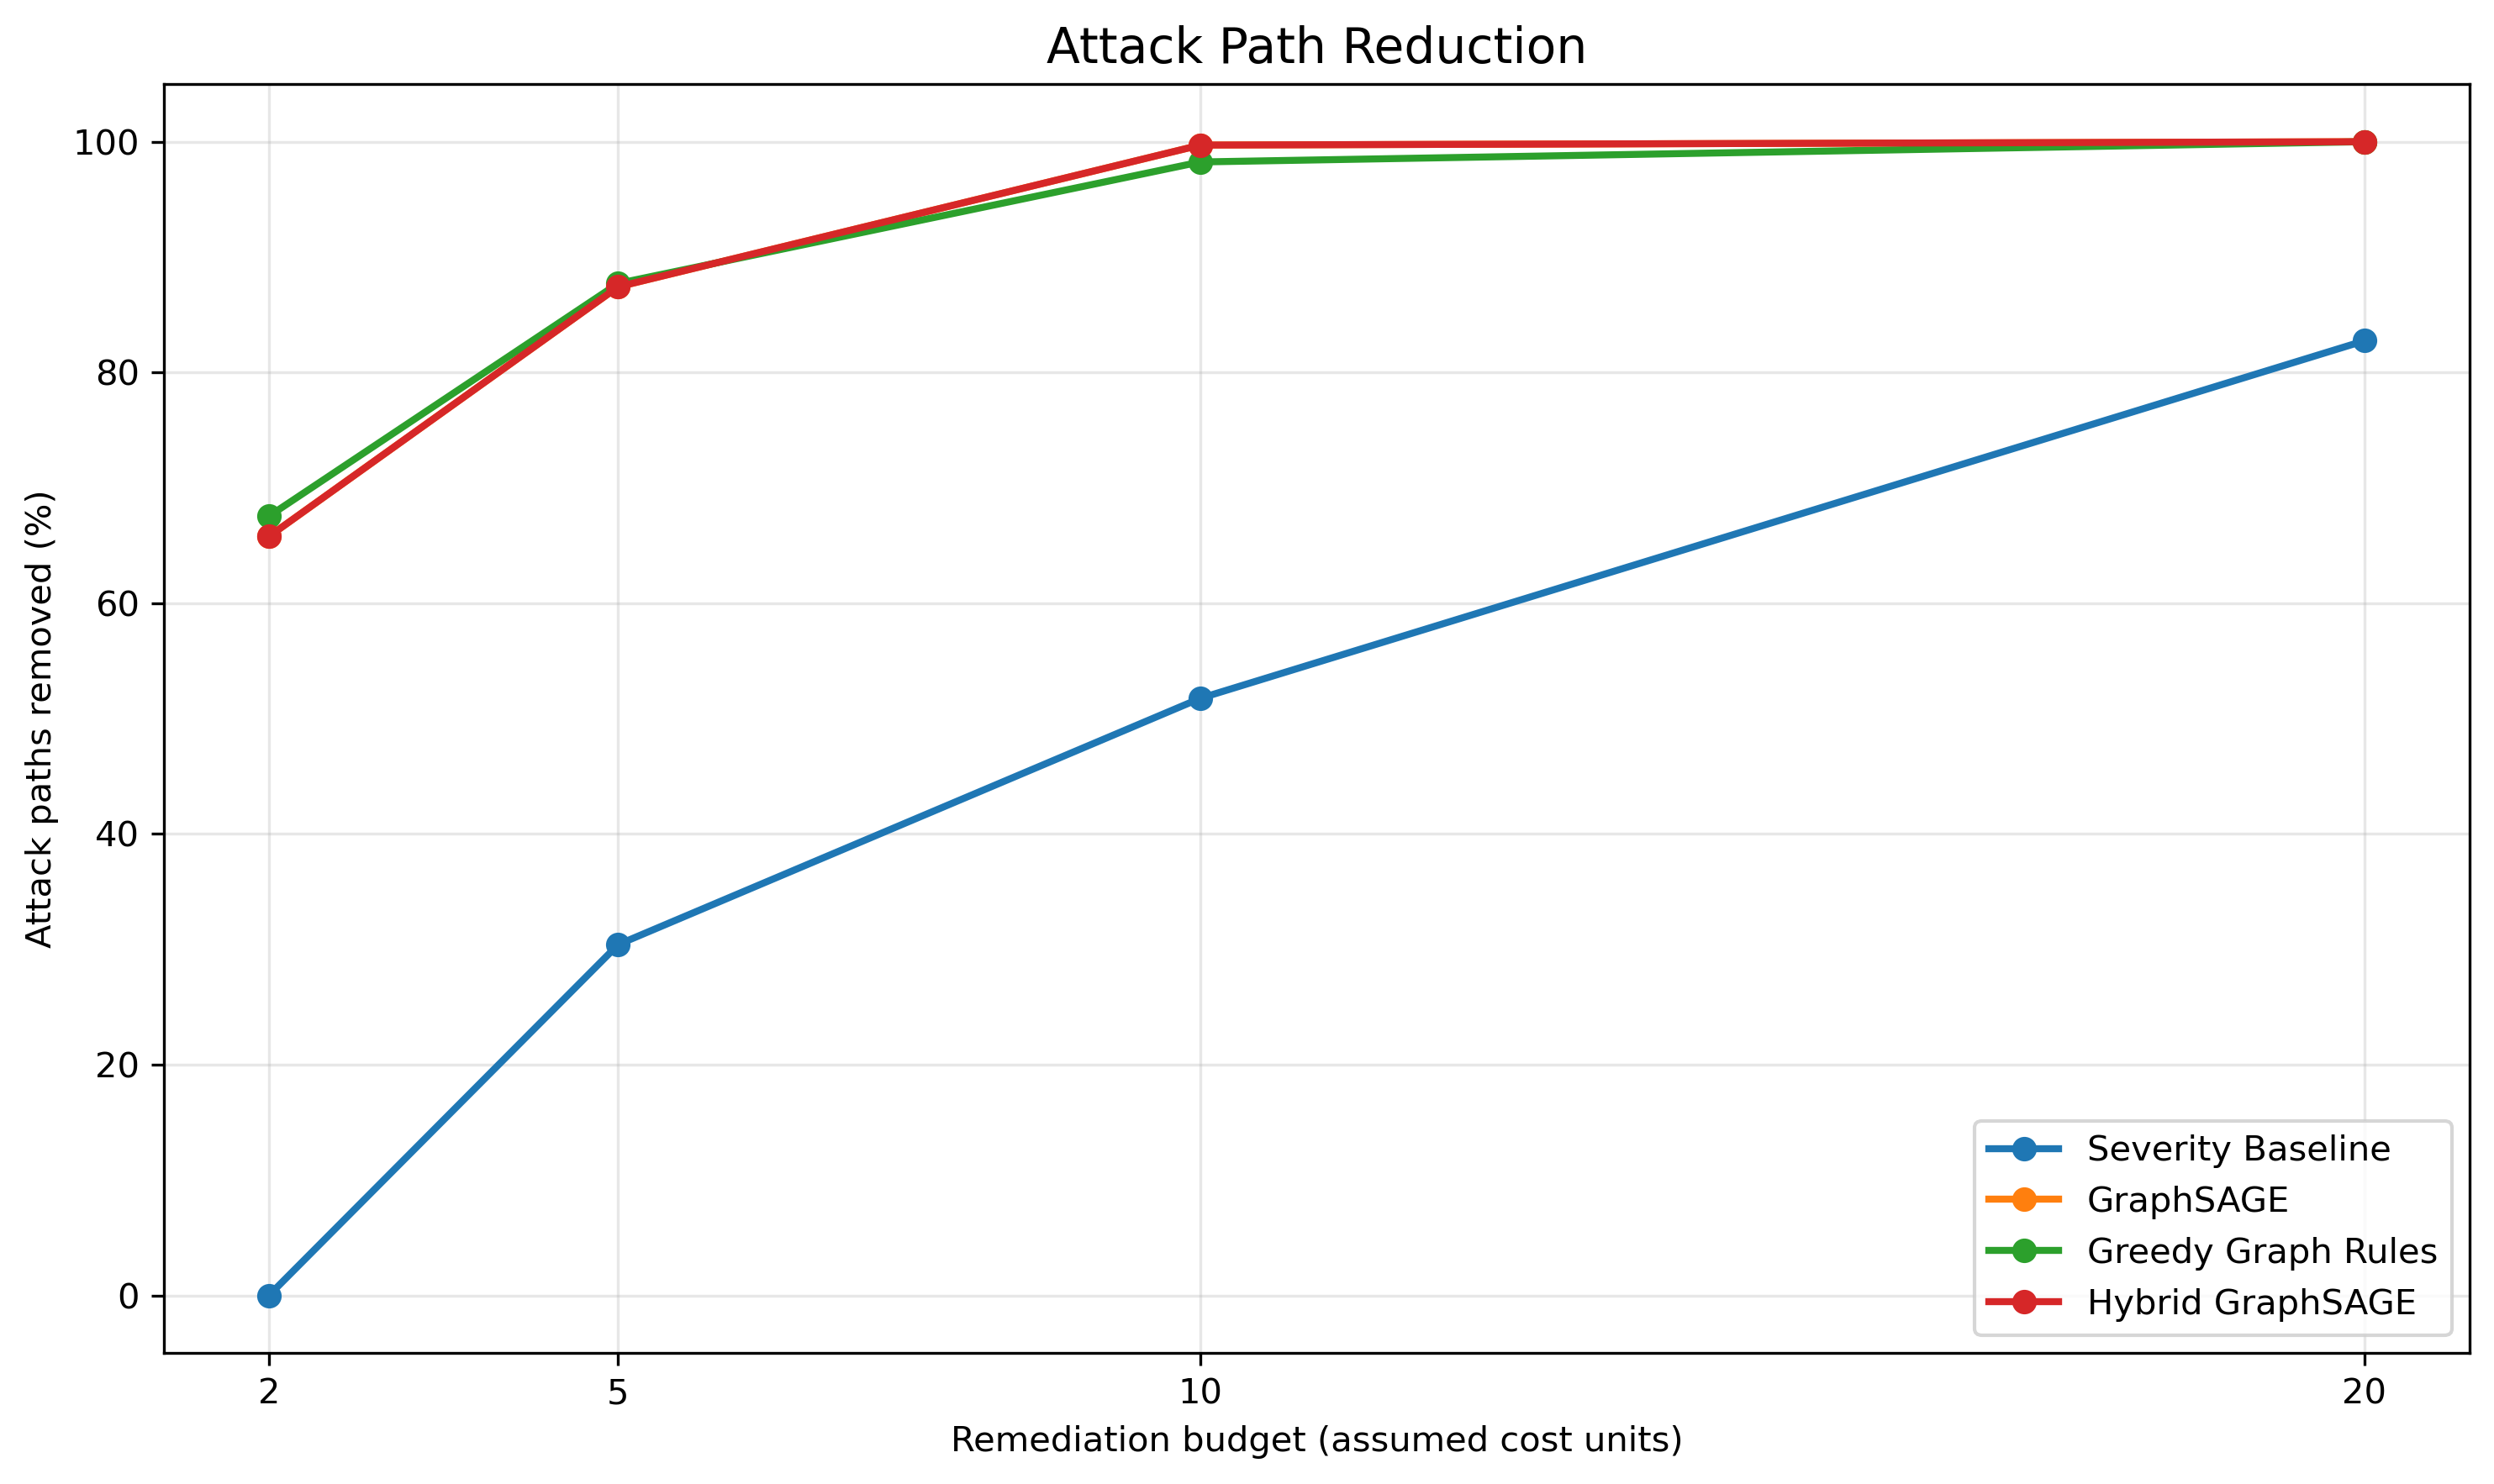 Attack Path Reduction
Attack paths removed (%)
100
80
60
40
20
0
2 5 10 20
Remediation budget (assumed cost units)
Severity Baseline
GraphSAGE
Greedy Graph Rules
Hybrid GraphSAGE